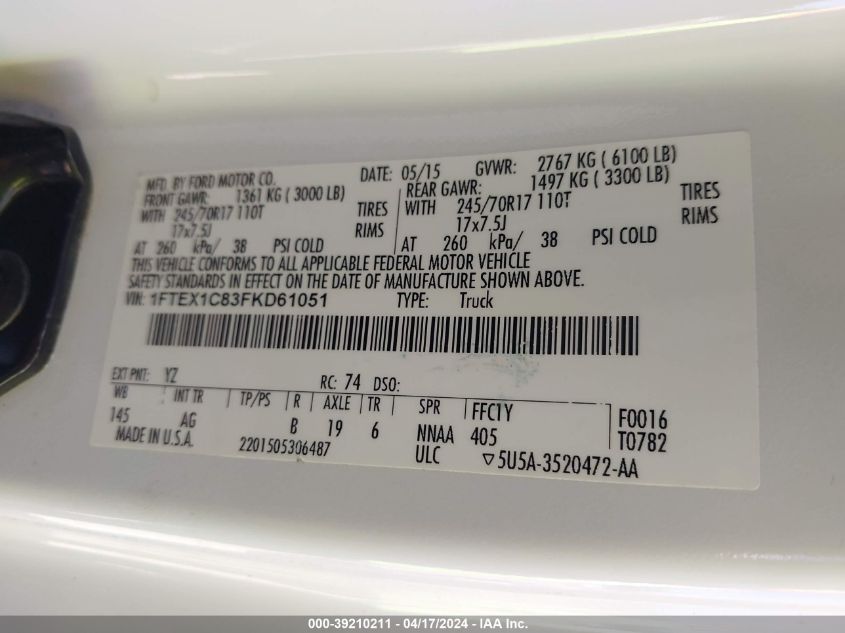 MFD. BY FORD MOTOR CO. DATE: 05/15 GVWR: 2767 KG ( 6100 LB)
FRONT GAWR: 1361 KG ( 3000 LB) REAR GAWR: 1497 KG ( 3300 LB)
WITH 245/70R17 110T TIRES WITH 245/70R17 110T TIRES
17x7.5J RIMS 17x7.5J RIMS
AT 260 kPa/ 38 PSI COLD AT 260 kPa/ 38 PSI COLD
THIS VEHICLE CONFORMS TO ALL APPLICABLE FEDERAL MOTOR VEHICLE
SAFETY STANDARDS IN EFFECT ON THE DATE OF MANUFACTURE SHOWN ABOVE.
VIN: 1FTEX1C83FKD61051 TYPE: Truck
EXT PNT: YZ RC: 74 DSO:
WB INT TR TP/PS R AXLE TR SPR FFC1Y F0016
145 AG B 19 6 NNAA 405 T0782
MADE IN U.S.A. 2201505306487 ULC ▽5U5A-3520472-AA
000-39210211 - 04/17/2024 - IAA Inc.